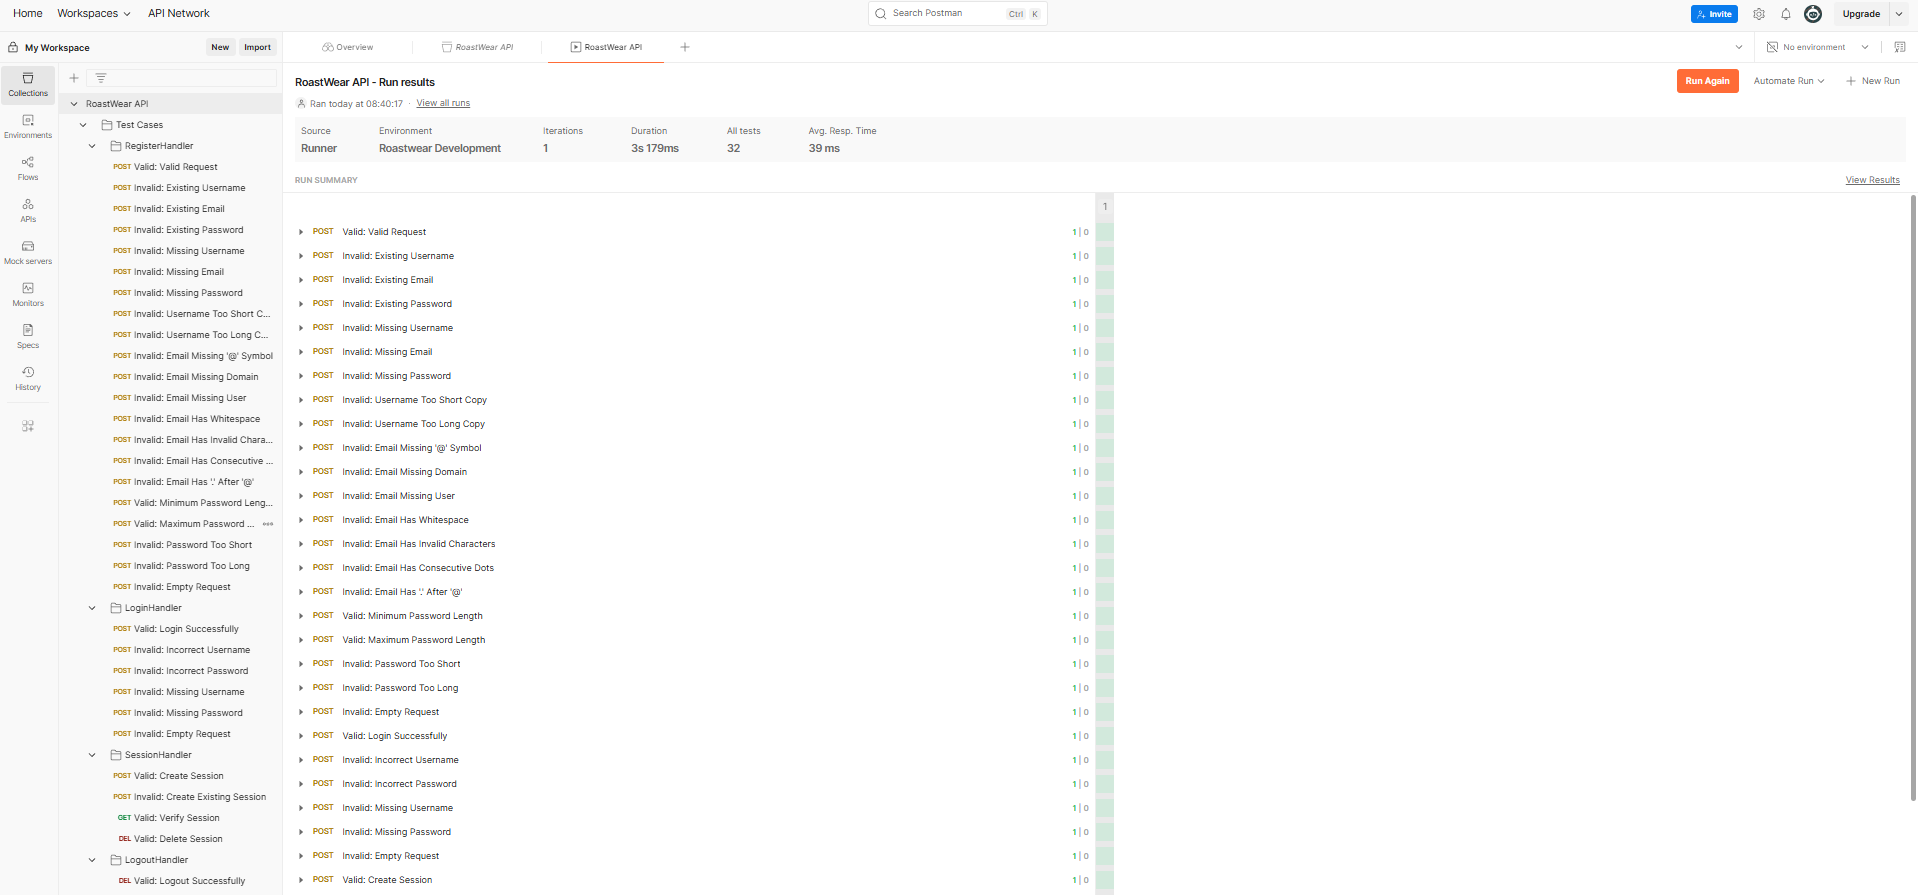 Home Workspaces API Network Search Postman Ctrl K Invite Upgrade
My Workspace New Import Overview RoastWear API RoastWear API No environment
Collections
Environments
Flows
APIs
Mock servers
Monitors
Specs
History
RoastWear API
Test Cases
RegisterHandler
POST Valid: Valid Request
POST Invalid: Existing Username
POST Invalid: Existing Email
POST Invalid: Existing Password
POST Invalid: Missing Username
POST Invalid: Missing Email
POST Invalid: Missing Password
POST Invalid: Username Too Short C...
POST Invalid: Username Too Long C...
POST Invalid: Email Missing '@' Symbol
POST Invalid: Email Missing Domain
POST Invalid: Email Missing User
POST Invalid: Email Has Whitespace
POST Invalid: Email Has Invalid Chara...
POST Invalid: Email Has Consecutive ...
POST Invalid: Email Has '.' After '@'
POST Valid: Minimum Password Leng...
POST Valid: Maximum Password ...
POST Invalid: Password Too Short
POST Invalid: Password Too Long
POST Invalid: Empty Request
LoginHandler
POST Valid: Login Successfully
POST Invalid: Incorrect Username
POST Invalid: Incorrect Password
POST Invalid: Missing Username
POST Invalid: Missing Password
POST Invalid: Empty Request
SessionHandler
POST Valid: Create Session
POST Invalid: Create Existing Session
GET Valid: Verify Session
DEL Valid: Delete Session
LogoutHandler
DEL Valid: Logout Successfully
RoastWear API - Run results Run Again Automate Run New Run
Ran today at 08:40:17 · View all runs
Source Environment Iterations Duration All tests Avg. Resp. Time
Runner Roastwear Development 1 3s 179ms 32 39 ms
RUN SUMMARY View Results
1
POST Valid: Valid Request 1 | 0
POST Invalid: Existing Username 1 | 0
POST Invalid: Existing Email 1 | 0
POST Invalid: Existing Password 1 | 0
POST Invalid: Missing Username 1 | 0
POST Invalid: Missing Email 1 | 0
POST Invalid: Missing Password 1 | 0
POST Invalid: Username Too Short Copy 1 | 0
POST Invalid: Username Too Long Copy 1 | 0
POST Invalid: Email Missing '@' Symbol 1 | 0
POST Invalid: Email Missing Domain 1 | 0
POST Invalid: Email Missing User 1 | 0
POST Invalid: Email Has Whitespace 1 | 0
POST Invalid: Email Has Invalid Characters 1 | 0
POST Invalid: Email Has Consecutive Dots 1 | 0
POST Invalid: Email Has '.' After '@' 1 | 0
POST Valid: Minimum Password Length 1 | 0
POST Valid: Maximum Password Length 1 | 0
POST Invalid: Password Too Short 1 | 0
POST Invalid: Password Too Long 1 | 0
POST Invalid: Empty Request 1 | 0
POST Valid: Login Successfully 1 | 0
POST Invalid: Incorrect Username 1 | 0
POST Invalid: Incorrect Password 1 | 0
POST Invalid: Missing Username 1 | 0
POST Invalid: Missing Password 1 | 0
POST Invalid: Empty Request 1 | 0
POST Valid: Create Session 1 | 0